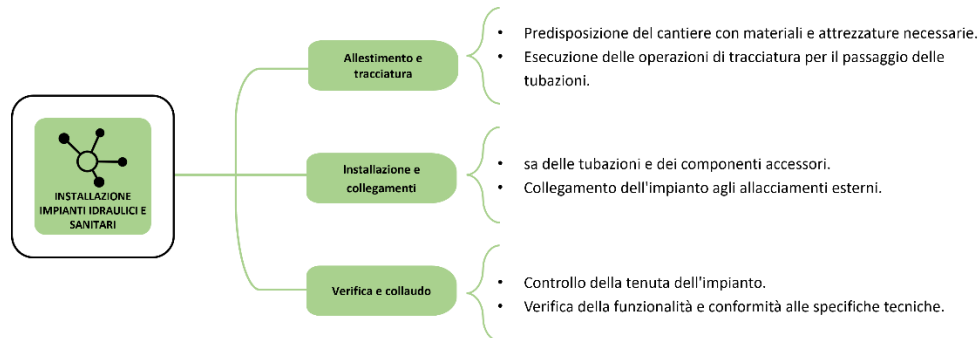 INSTALLAZIONE
IMPIANTI IDRAULICI E
SANITARI
Allestimento e
tracciatura
• Predisposizione del cantiere con materiali e attrezzature necessarie.
• Esecuzione delle operazioni di tracciatura per il passaggio delle
tubazioni.
Installazione e
collegamenti
• sa delle tubazioni e dei componenti accessori.
• Collegamento dell'impianto agli allacciamenti esterni.
Verifica e collaudo
• Controllo della tenuta dell'impianto.
• Verifica della funzionalità e conformità alle specifiche tecniche.